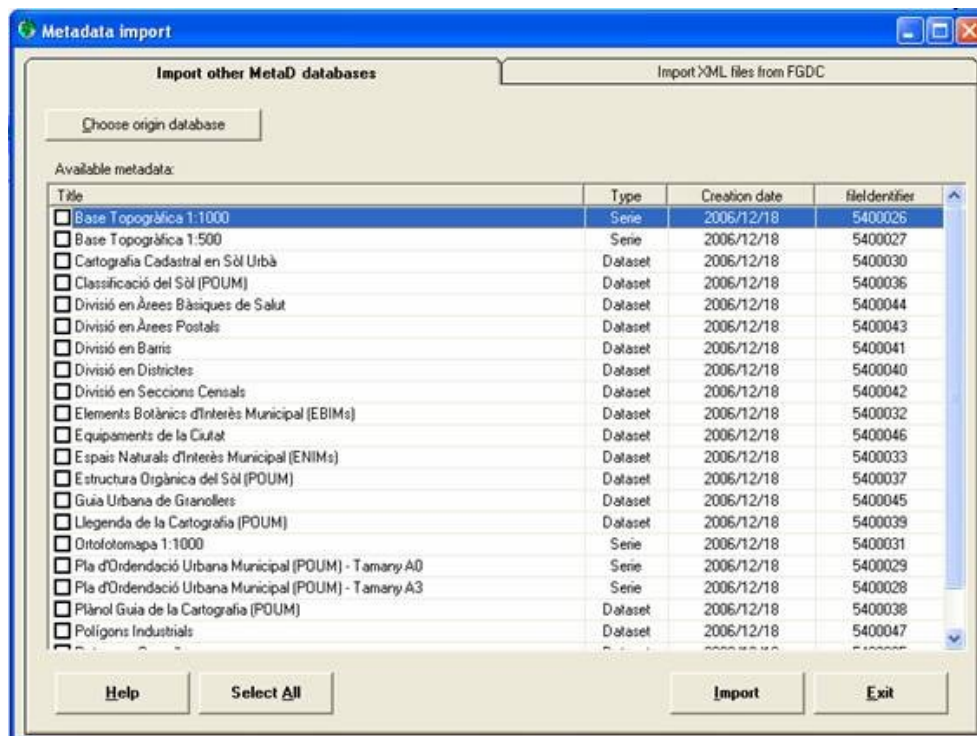 Metadata import
Import other MetaD databases Import XML files from FGDC
Choose origin database
Available metadata:
Title Type Creation date fileIdentifier
Base Topogràfica 1:1000 Serie 2006/12/18 5400026
Base Topogràfica 1:500 Serie 2006/12/18 5400027
Cartografia Cadastral en Sòl Urbà Dataset 2006/12/18 5400030
Classificació del Sòl (POUM) Dataset 2006/12/18 5400036
Divisió en Àrees Bàsiques de Salut Dataset 2006/12/18 5400044
Divisió en Àrees Postals Dataset 2006/12/18 5400043
Divisió en Barris Dataset 2006/12/18 5400041
Divisió en Districtes Dataset 2006/12/18 5400040
Divisió en Seccions Censals Dataset 2006/12/18 5400042
Elements Botànics d'Interès Municipal (EBIMs) Dataset 2006/12/18 5400032
Equipaments de la Ciutat Dataset 2006/12/18 5400046
Espais Naturals d'Interès Municipal (ENIMs) Dataset 2006/12/18 5400033
Estructura Orgànica del Sòl (POUM) Dataset 2006/12/18 5400037
Guia Urbana de Granollers Dataset 2006/12/18 5400045
Llegenda de la Cartografia (POUM) Dataset 2006/12/18 5400039
Ortofotomapa 1:1000 Serie 2006/12/18 5400031
Pla d'Ordendació Urbana Municipal (POUM) - Tamany A0 Serie 2006/12/18 5400029
Pla d'Ordendació Urbana Municipal (POUM) - Tamany A3 Serie 2006/12/18 5400028
Plànol Guia de la Cartografia (POUM) Dataset 2006/12/18 5400038
Polígons Industrials Dataset 2006/12/18 5400047
Help Select All Import Exit